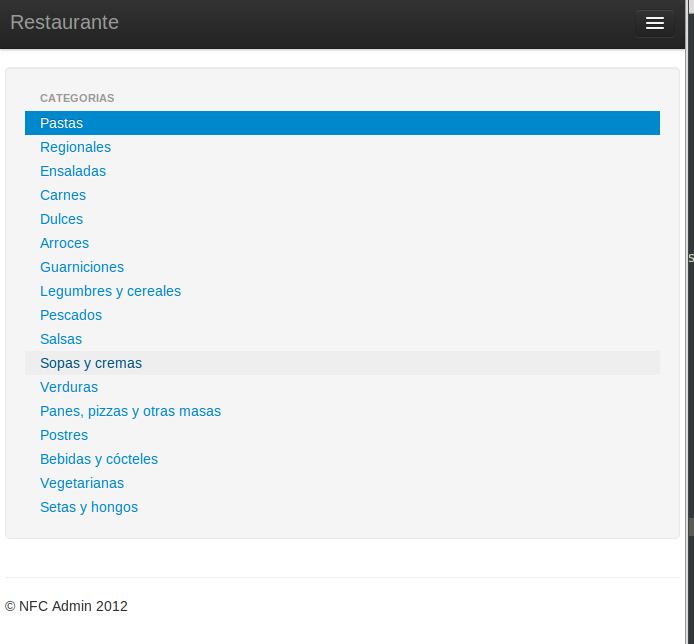 Restaurante
CATEGORIAS
Pastas
Regionales
Ensaladas
Carnes
Dulces
Arroces
Guarniciones
Legumbres y cereales
Pescados
Salsas
Sopas y cremas
Verduras
Panes, pizzas y otras masas
Postres
Bebidas y cócteles
Vegetarianas
Setas y hongos
© NFC Admin 2012